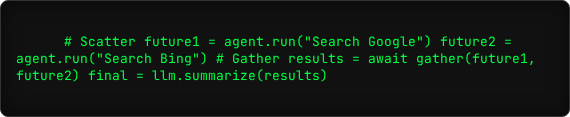 # Scatter future1 = agent.run("Search Google") future2 =
agent.run("Search Bing") # Gather results = await gather(future1,
future2) final = llm.summarize(results)